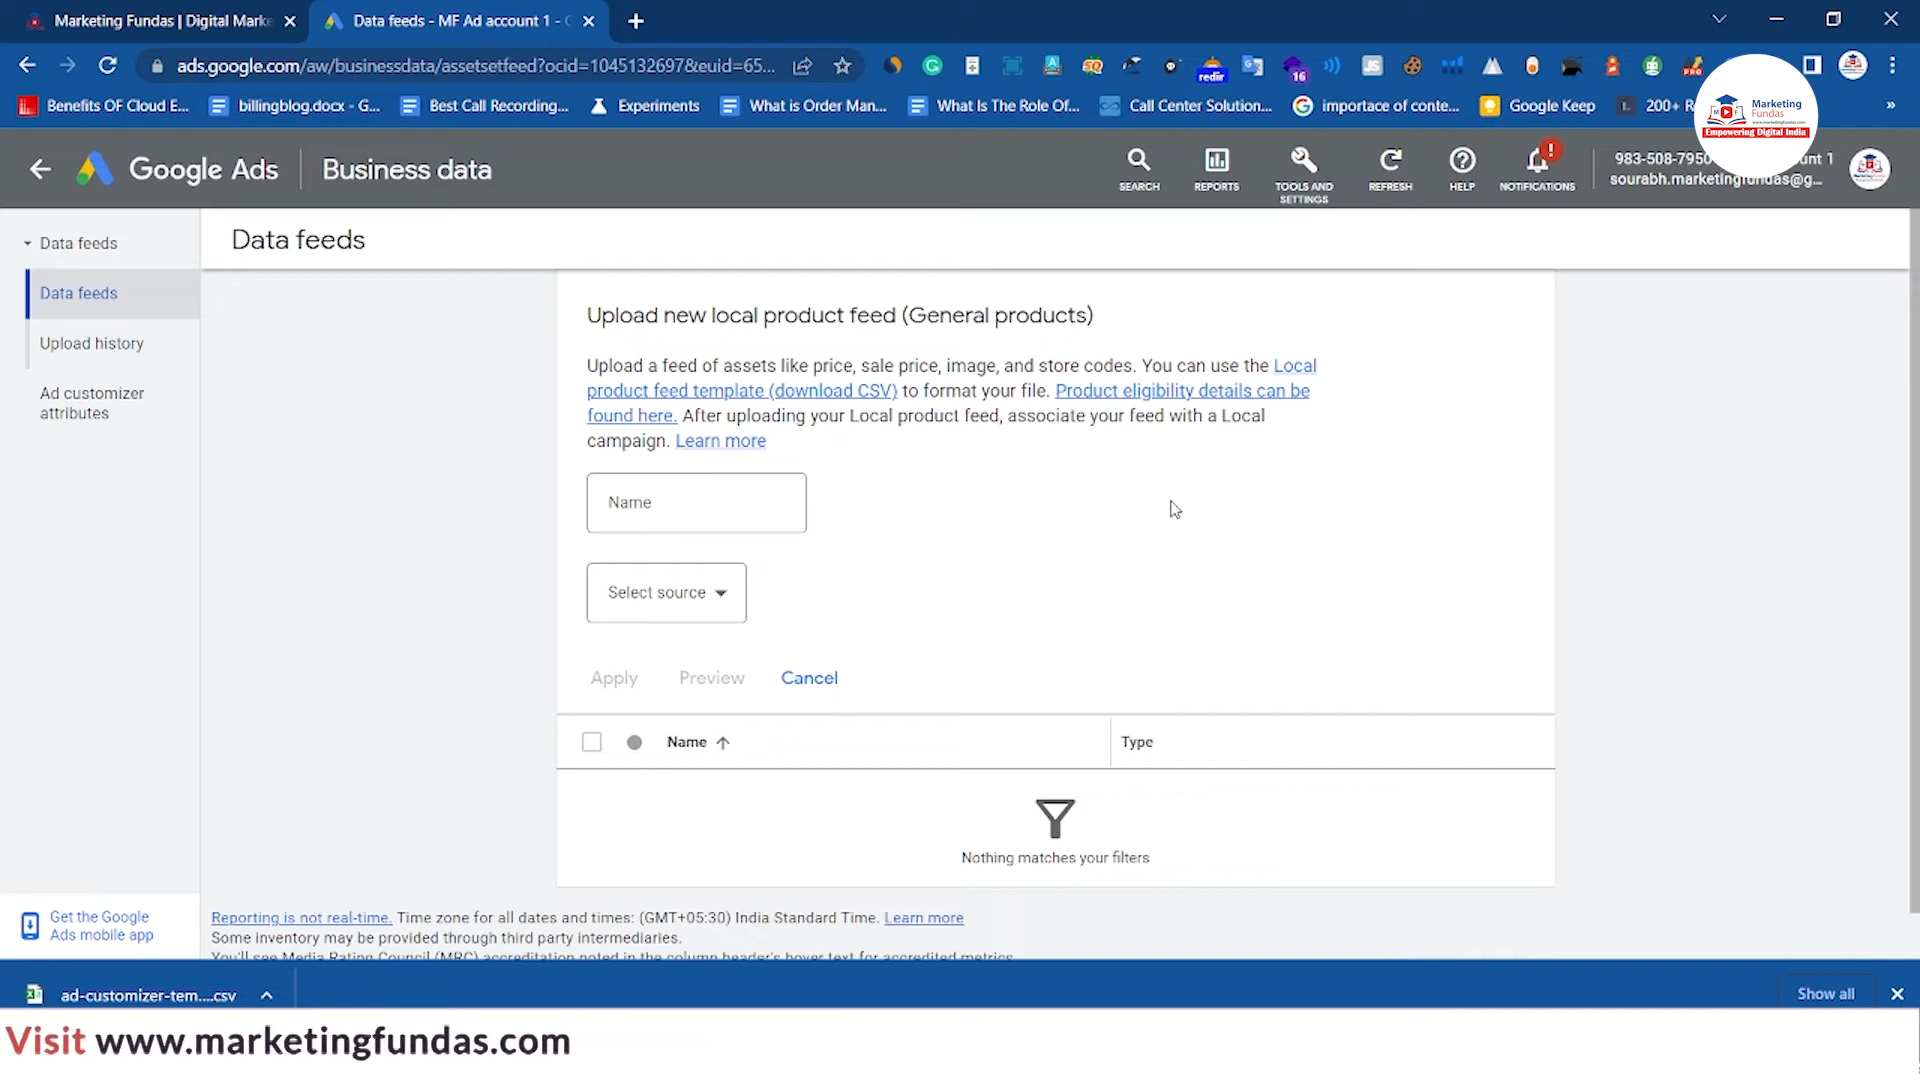 Marketing Fundas | Digital Marke
Data feeds - MF Ad account 1 - G
ads.google.com/aw/businessdata/assetsetfeed?ocid=1045132697&euid=65...
redir
16
Benefits OF Cloud E...
billingblog.docx - G...
Best Call Recording...
Experiments
What is Order Man...
What Is The Role Of...
Call Center Solution...
importace of conte...
Google Keep
200+ R
»
Marketing
Fundas
www.marketingfundas.com
Empowering Digital India
Google Ads
Business data
SEARCH
REPORTS
TOOLS AND
SETTINGS
REFRESH
HELP
NOTIFICATIONS
983-508-7950
unt 1
sourabh.marketingfundas@g...
Data feeds
Data feeds
Upload history
Ad customizer
attributes
Data feeds
Upload new local product feed (General products)
Upload a feed of assets like price, sale price, image, and store codes. You can use the Local
product feed template (download CSV) to format your file. Product eligibility details can be
found here. After uploading your Local product feed, associate your feed with a Local
campaign. Learn more
Name
Select source
Apply
Preview
Cancel
Name
Type
Nothing matches your filters
Get the Google
Ads mobile app
Reporting is not real-time. Time zone for all dates and times: (GMT+05:30) India Standard Time. Learn more
Some inventory may be provided through third party intermediaries.
You'll see Media Rating Council (MRC) accreditation noted in the column header's hover text for accredited metrics.
ad-customizer-tem....csv
Show all
Visit www.marketingfundas.com